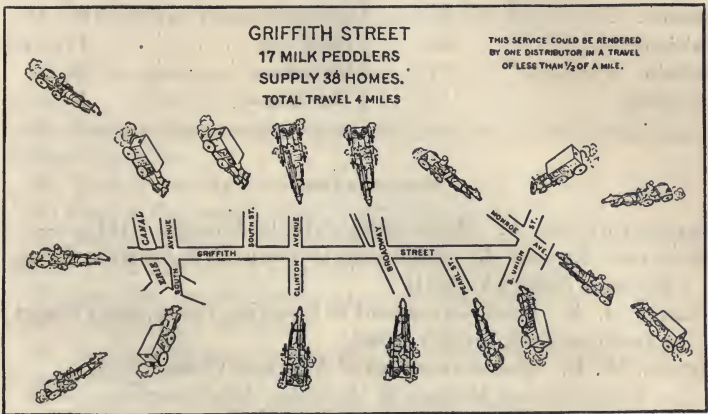 GRIFFITH STREET
17 MILK PEDDLERS
SUPPLY 38 HOMES.
TOTAL TRAVEL 4 MILES
THIS SERVICE COULD BE RENDERED
BY ONE DISTRIBUTOR IN A TRAVEL
OF LESS THAN ½ OF A MILE.
CANAL
AVENUE
SOUTH ST.
AVENUE
BROADWAY
MONROE
ST.
GRIFFITH
STREET
AVE.
ERIE
SOUTH
CLINTON
PEARL ST.
S. UNION